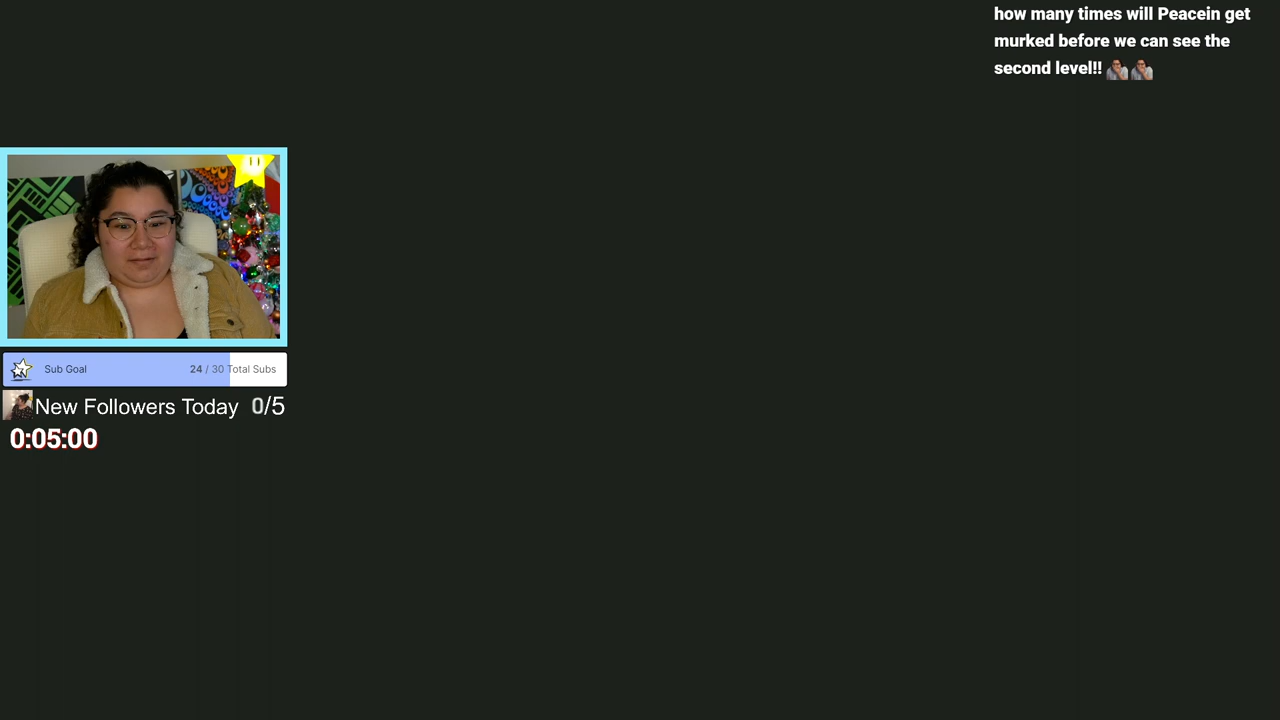 how many times will Peacein get
murked before we can see the
second level!!
Sub Goal 24 / 30 Total Subs
New Followers Today 0/5
0:05:00